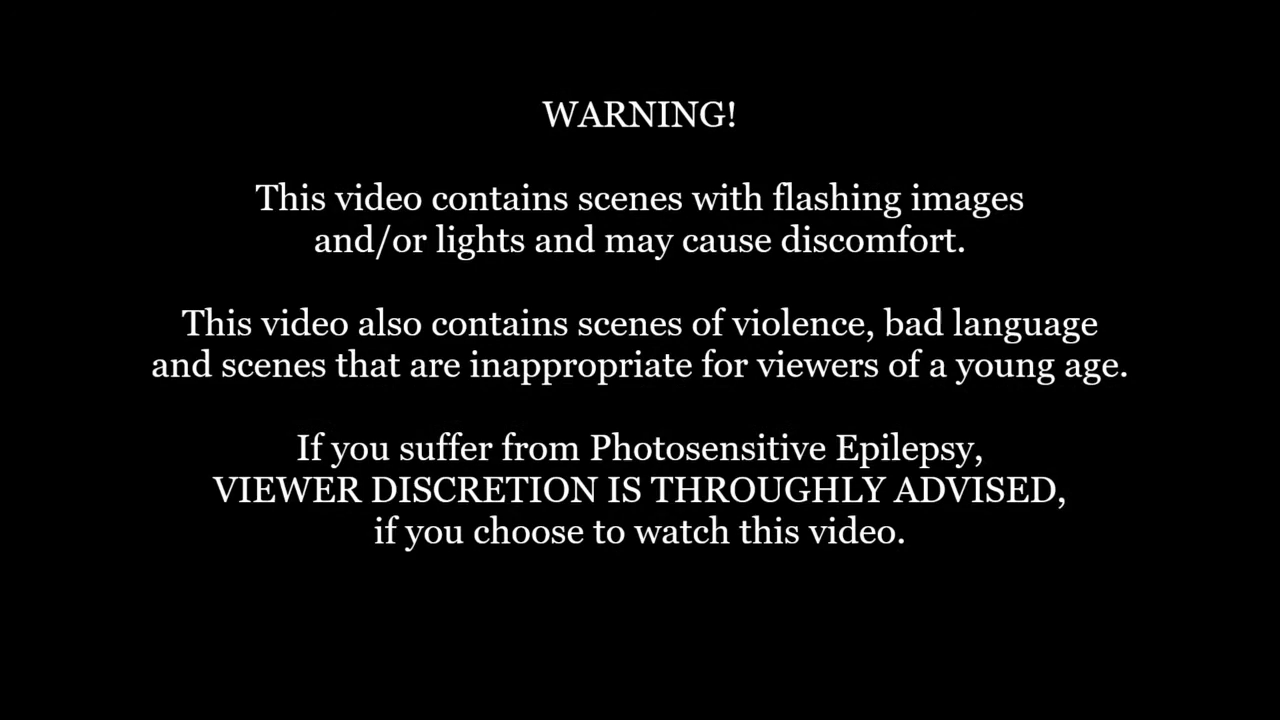 WARNING!
This video contains scenes with flashing images
and/or lights and may cause discomfort.
This video also contains scenes of violence, bad language
and scenes that are inappropriate for viewers of a young age.
If you suffer from Photosensitive Epilepsy,
VIEWER DISCRETION IS THROUGHLY ADVISED,
if you choose to watch this video.